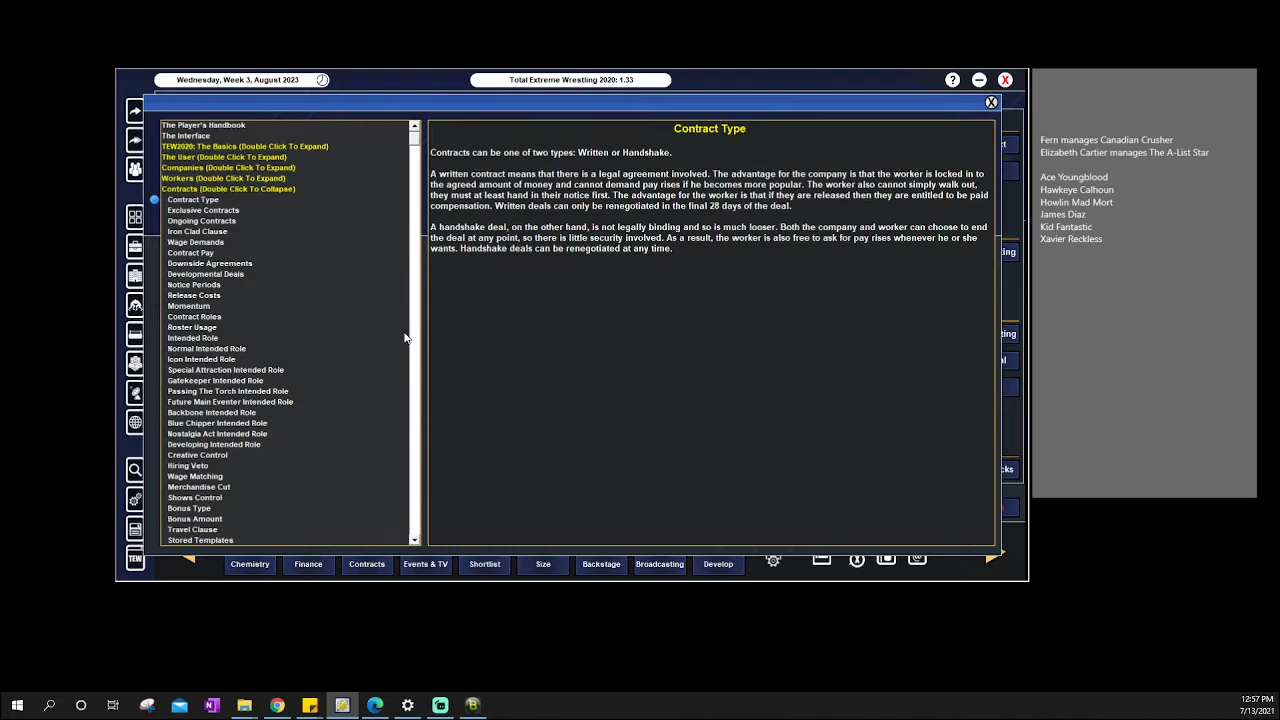 Wednesday, Week 3, August 2023
Total Extreme Wrestling 2020: 1.33
?
X
X
The Player's Handbook
The Interface
TEW2020: The Basics (Double Click To Expand)
The User (Double Click To Expand)
Companies (Double Click To Expand)
Workers (Double Click To Expand)
Contracts (Double Click To Collapse)
Contract Type
Exclusive Contracts
Ongoing Contracts
Iron Clad Clause
Wage Demands
Contract Pay
Downside Agreements
Developmental Deals
Notice Periods
Release Costs
Momentum
Contract Roles
Roster Usage
Intended Role
Normal Intended Role
Icon Intended Role
Special Attraction Intended Role
Gatekeeper Intended Role
Passing The Torch Intended Role
Future Main Eventer Intended Role
Backbone Intended Role
Blue Chipper Intended Role
Nostalgia Act Intended Role
Developing Intended Role
Creative Control
Hiring Veto
Wage Matching
Merchandise Cut
Shows Control
Bonus Type
Bonus Amount
Travel Clause
Stored Templates
Contract Type
Contracts can be one of two types: Written or Handshake.
A written contract means that there is a legal agreement involved. The advantage for the company is that the worker is locked in to
the agreed amount of money and cannot demand pay rises if he becomes more popular. The worker also cannot simply walk out,
they must at least hand in their notice first. The advantage for the worker is that if they are released then they are entitled to be paid
compensation. Written deals can only be renegotiated in the final 28 days of the deal.
A handshake deal, on the other hand, is not legally binding and so is much looser. Both the company and worker can choose to end
the deal at any point, so there is little security involved. As a result, the worker is also free to ask for pay rises whenever he or she
wants. Handshake deals can be renegotiated at any time.
TEW
Chemistry
Finance
Contracts
Events & TV
Shortlist
Size
Backstage
Broadcasting
Develop
Fern manages Canadian Crusher
Elizabeth Cartier manages The A-List Star
Ace Youngblood
Hawkeye Calhoun
Howlin Mad Mort
James Diaz
Kid Fantastic
Xavier Reckless
12:57 PM
7/13/2021